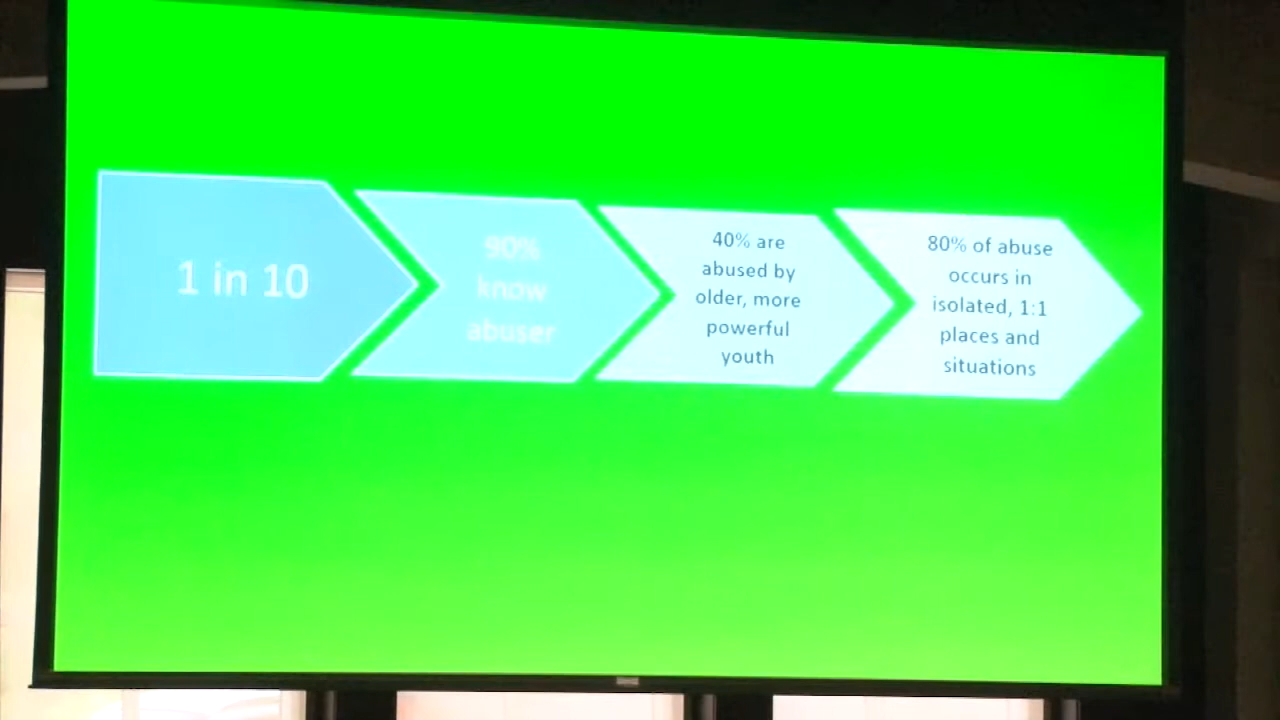 1 in 10
90%
know
abuser
40% are
abused by
older, more
powerful
youth
80% of abuse
occurs in
isolated, 1:1
places and
situations